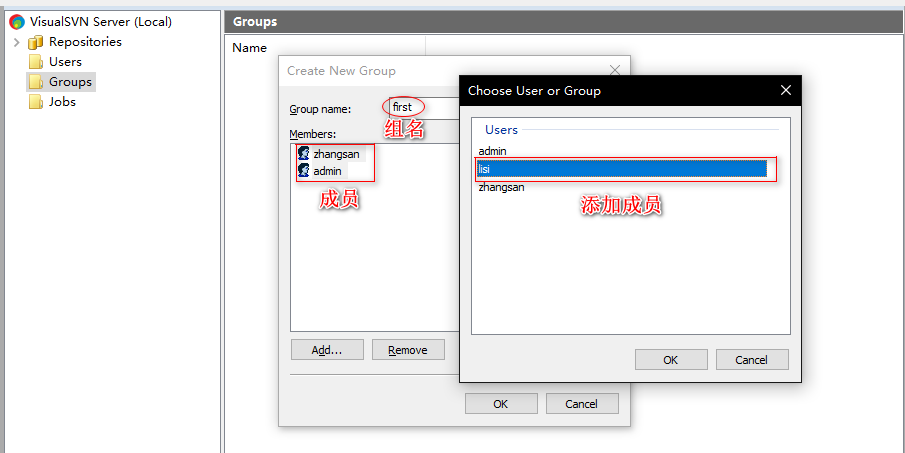 VisualSVN Server (Local)
Repositories
Users
Groups
Jobs
Groups
Name
Create New Group
Group name:
first
组名
Members:
zhangsan
admin
成员
Add...
Remove
OK
Cancel
Choose User or Group
Users
admin
lisi
zhangsan
添加成员
OK
Cancel